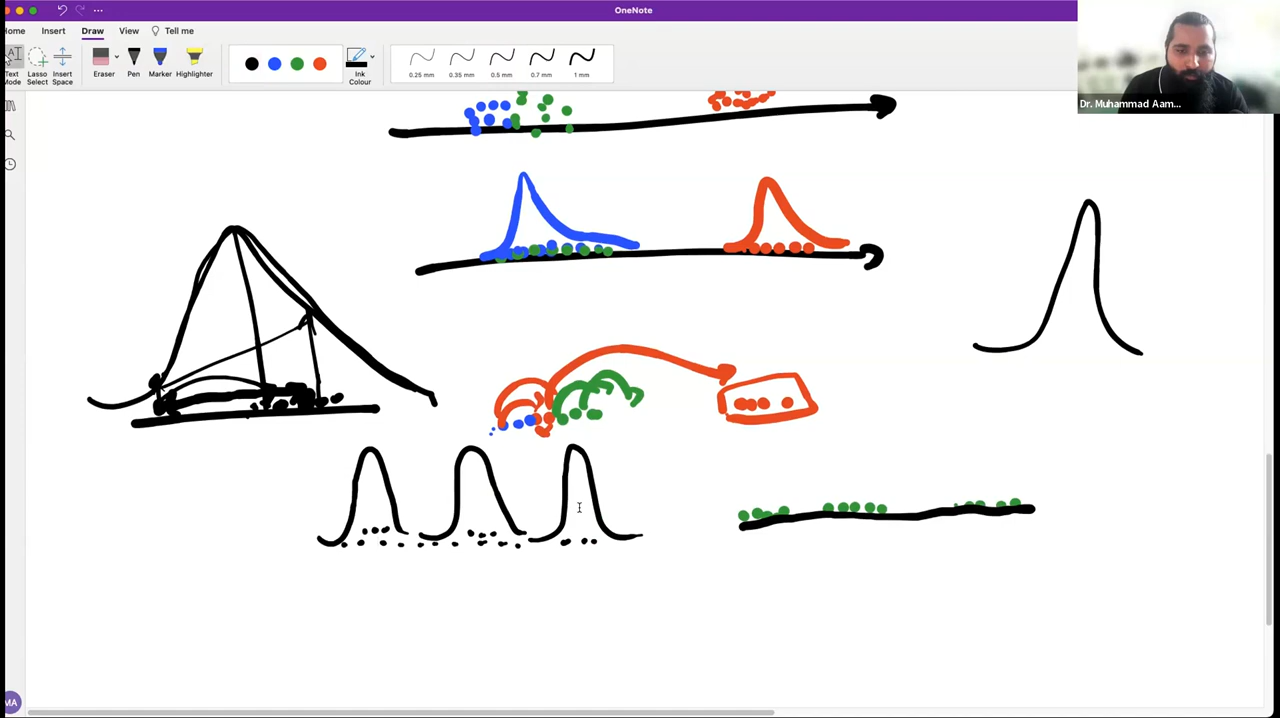 OneNote
Home Insert Draw View Tell me
Text Mode
Lasso Select
Insert Space
Eraser
Pen
Marker
Highlighter
Ink Colour
0.25 mm 0.35 mm 0.5 mm 0.7 mm 1 mm
Dr. Muhammad Aam...
MA